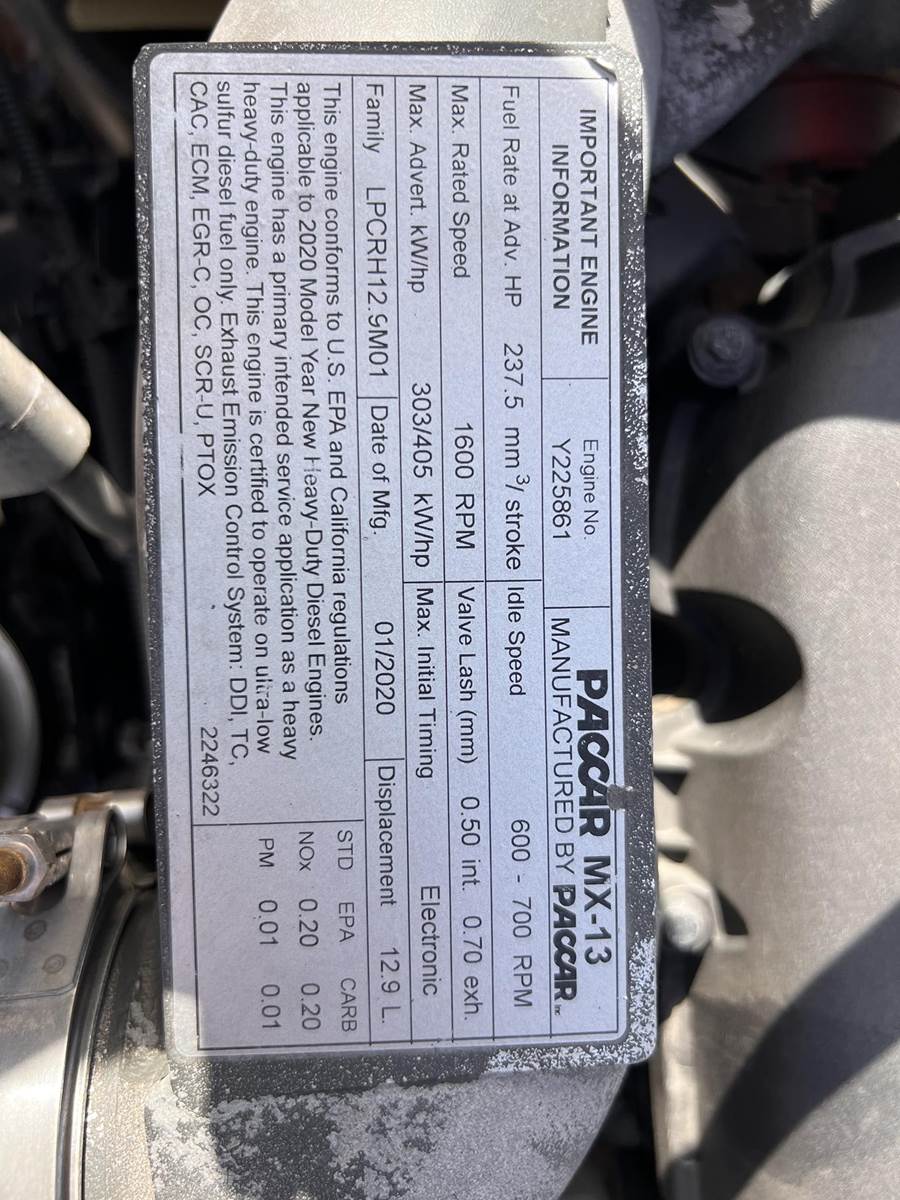 IMPORTANT ENGINE
INFORMATION
Engine No.
Y225861
PACCAR MX-13
MANUFACTURED BY PACCAR Inc
Fuel Rate at Adv. HP 237.5 mm3/ stroke
Idle Speed 600 - 700 RPM
Max. Rated Speed 1600 RPM
Valve Lash (mm) 0.50 int. 0.70 exh.
Max. Advert. kW/hp 303/405 kW/hp
Max. Initial Timing Electronic
Family LPCRH12.9M01
Date of Mfg. 01/2020
Displacement 12.9 L.
This engine conforms to U.S. EPA and California regulations
applicable to 2020 Model Year New Heavy-Duty Diesel Engines.
This engine has a primary intended service application as a heavy
heavy-duty engine. This engine is certified to operate on ultra-low
sulfur diesel fuel only. Exhaust Emission Control System: DDI, TC,
CAC, ECM, EGR-C, OC, SCR-U, PTOX
2246322
STD EPA CARB
NOx 0.20 0.20
PM 0.01 0.01